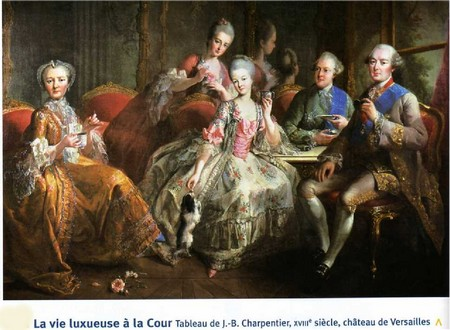 La vie luxueuse à la Cour Tableau de J.-B. Charpentier, XVIIIᵉ siècle, château de Versailles